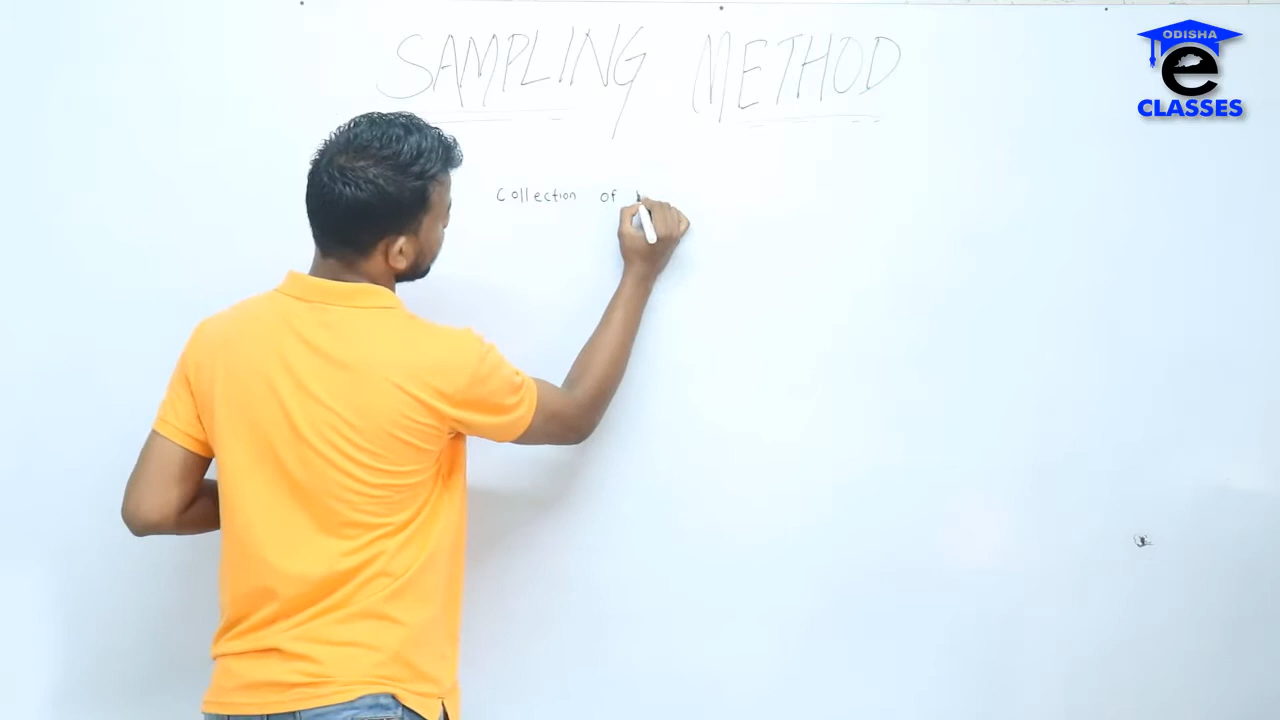 SAMPLING METHOD
ODISHA
e
CLASSES
Collection of